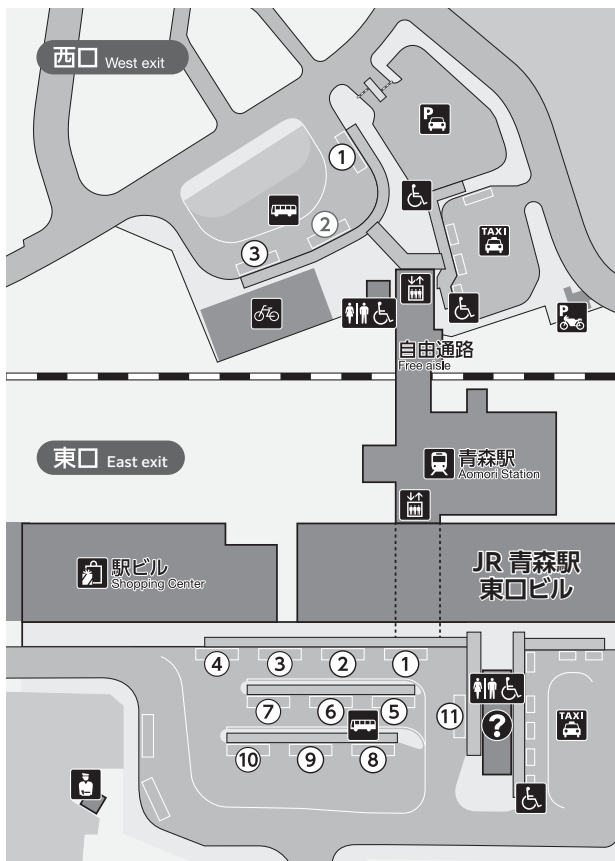 西口 West exit
P
1
2
3
TAXI
P
自由通路
Free aisle
東口 East exit
青森駅
Aomori Station
駅ビル
Shopping Center
JR 青森駅
東口ビル
4
3
2
1
7
6
5
11
?
TAXI
10
9
8